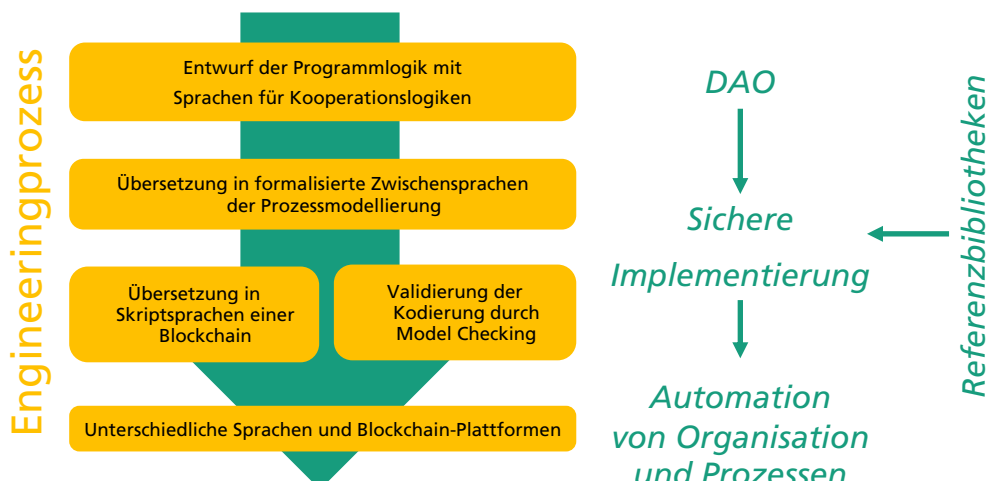 Engineeringprozess
Entwurf der Programmlogik mit
Sprachen für Kooperationslogiken
Übersetzung in formalisierte Zwischensprachen
der Prozessmodellierung
Übersetzung in
Skriptsprachen einer
Blockchain
Validierung der
Kodierung durch
Model Checking
Unterschiedliche Sprachen und Blockchain-Plattformen
DAO
Sichere
Implementierung
Automation
von Organisation
und Prozessen
Referenzbibliotheken